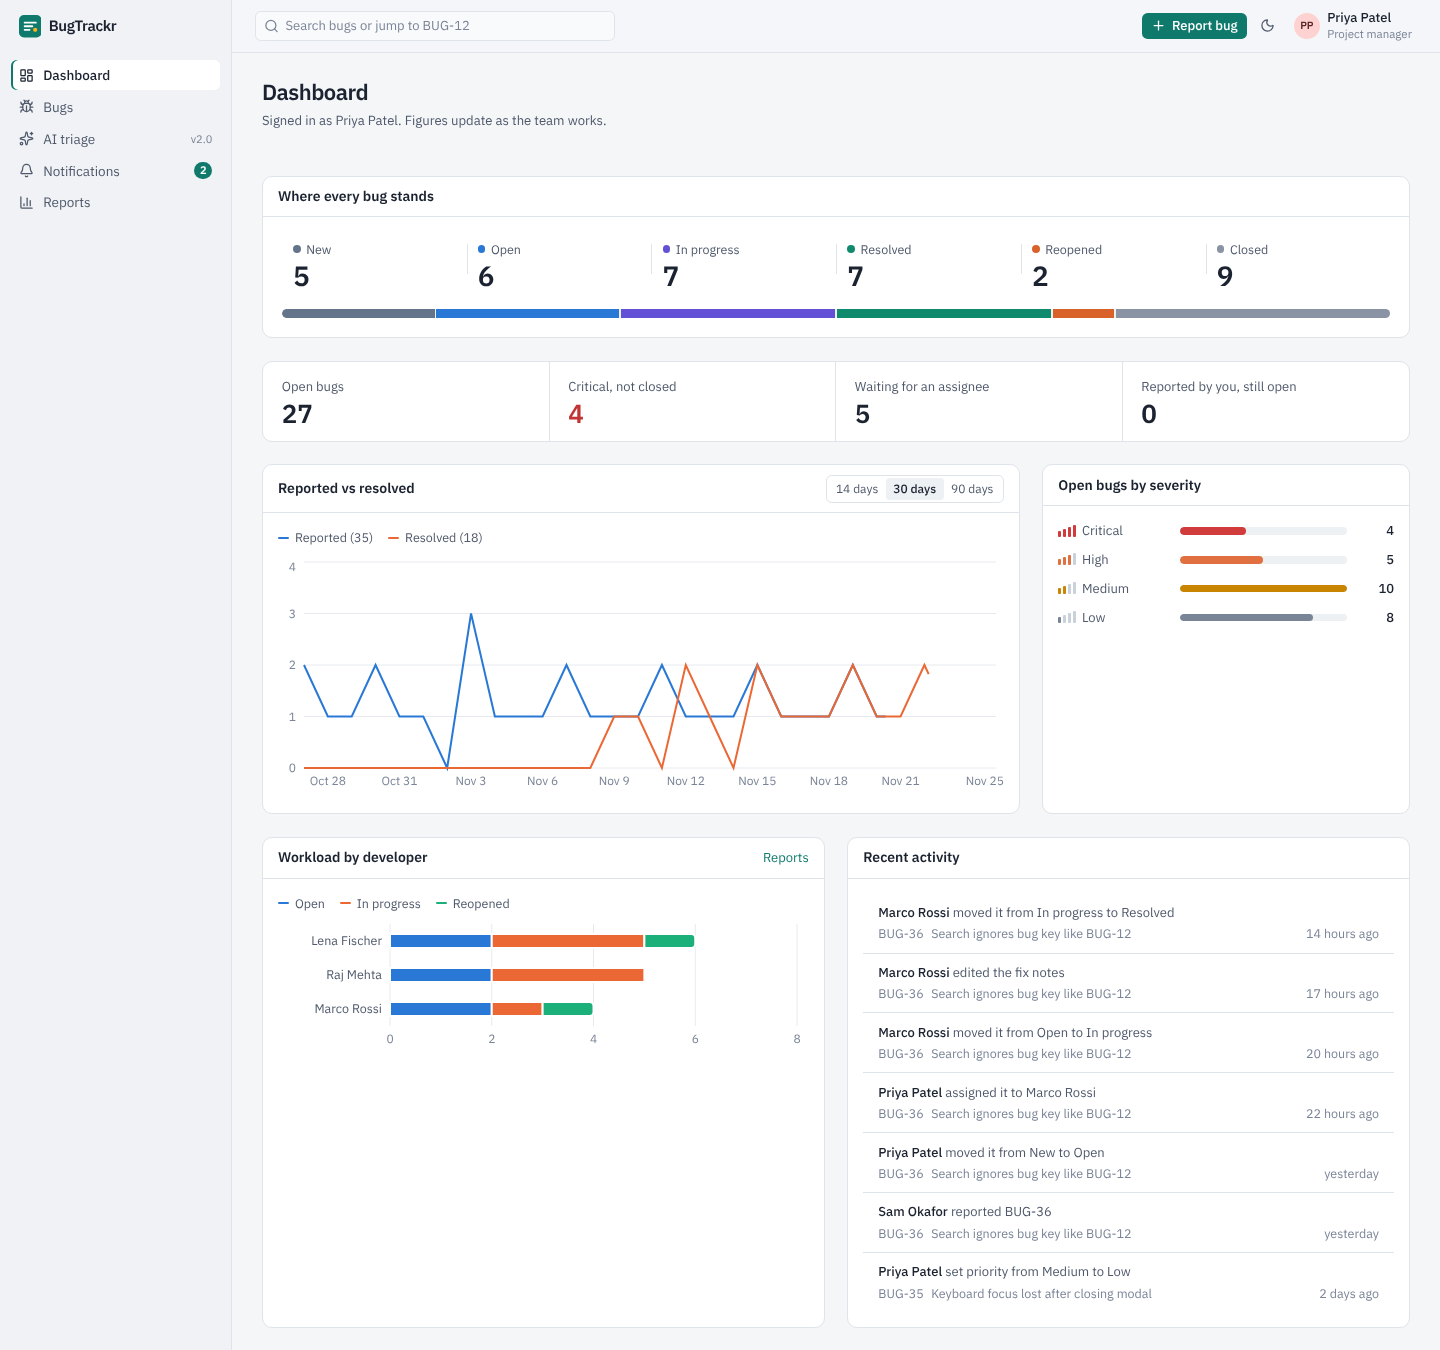 BugTrackr
Search bugs or jump to BUG-12
Report bug
PP
Priya Patel
Project manager
Dashboard
Bugs
AI triage
v2.0
Notifications
2
Reports
Dashboard
Signed in as Priya Patel. Figures update as the team works.
Where every bug stands
New
5
Open
6
In progress
7
Resolved
7
Reopened
2
Closed
9
Open bugs
27
Critical, not closed
4
Waiting for an assignee
5
Reported by you, still open
0
Reported vs resolved
14 days 30 days 90 days
Reported (35) Resolved (18)
4
3
2
1
0
Oct 28 Oct 31 Nov 3 Nov 6 Nov 9 Nov 12 Nov 15 Nov 18 Nov 21 Nov 25
Open bugs by severity
Critical 4
High 5
Medium 10
Low 8
Workload by developer
Reports
Open In progress Reopened
Lena Fischer
Raj Mehta
Marco Rossi
0 2 4 6 8
Recent activity
Marco Rossi moved it from In progress to Resolved
BUG-36 Search ignores bug key like BUG-12 14 hours ago
Marco Rossi edited the fix notes
BUG-36 Search ignores bug key like BUG-12 17 hours ago
Marco Rossi moved it from Open to In progress
BUG-36 Search ignores bug key like BUG-12 20 hours ago
Priya Patel assigned it to Marco Rossi
BUG-36 Search ignores bug key like BUG-12 22 hours ago
Priya Patel moved it from New to Open
BUG-36 Search ignores bug key like BUG-12 yesterday
Sam Okafor reported BUG-36
BUG-36 Search ignores bug key like BUG-12 yesterday
Priya Patel set priority from Medium to Low
BUG-35 Keyboard focus lost after closing modal 2 days ago